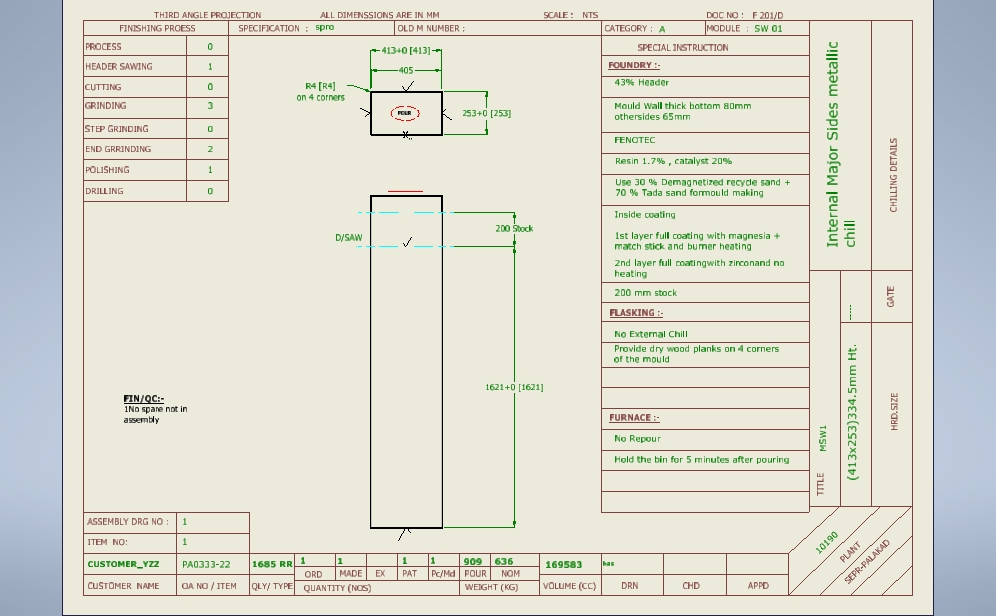 THIRD ANGLE PROJECTION ALL DIMENSSIONS ARE IN MM SCALE : NTS DOC NO : F 201/D
FINISHING PROESS SPECIFICATION : spro OLD M NUMBER : CATEGORY : A MODULE : SW 01
PROCESS 0
HEADER SAWING 1
CUTTING 0
GRINDING 3
STEP GRINDING 0
END GRRINDING 2
POLISHING 1
DRILLING 0
413+0 [413]
405
R4 [R4]
on 4 corners
POUR
253+0 [253]
200 Stock
D/SAW
1621+0 [1621]
FIN/QC:-
1No spare not in
assembly
SPECIAL INSTRUCTION
FOUNDRY :-
43% Header
Mould Wall thick bottom 80mm
othersides 65mm
FENOTEC
Resin 1.7% , catalyst 20%
Use 30 % Demagnetized recycle sand +
70 % Tada sand formould making
Inside coating
1st layer full coating with magnesia +
match stick and burner heating
2nd layer full coatingwith zirconand no
heating
200 mm stock
FLASKING :-
No External Chill
Provide dry wood planks on 4 corners
of the mould
FURNACE :-
No Repour
Hold the bin for 5 minutes after pouring
Internal Major Sides metallic
chill
CHILLING DETAILS
-----
GATE
TITLE MSW1
(413x253)334.5mm Ht.
HRD.SIZE
ASSEMBLY DRG NO : 1
ITEM NO: 1
CUSTOMER_YZZ PA0333-22 1685 RR 1 1 1 1 909 636 169583 has
ORD MADE EX PAT Pc/Md POUR NOM
CUSTOMER NAME OA NO / ITEM QLY/ TYPE QUANTITY (NOS) WEIGHT (KG) VOLUME (CC) DRN CHD APPD
10190
PLANT
SEPR-PALAKAD